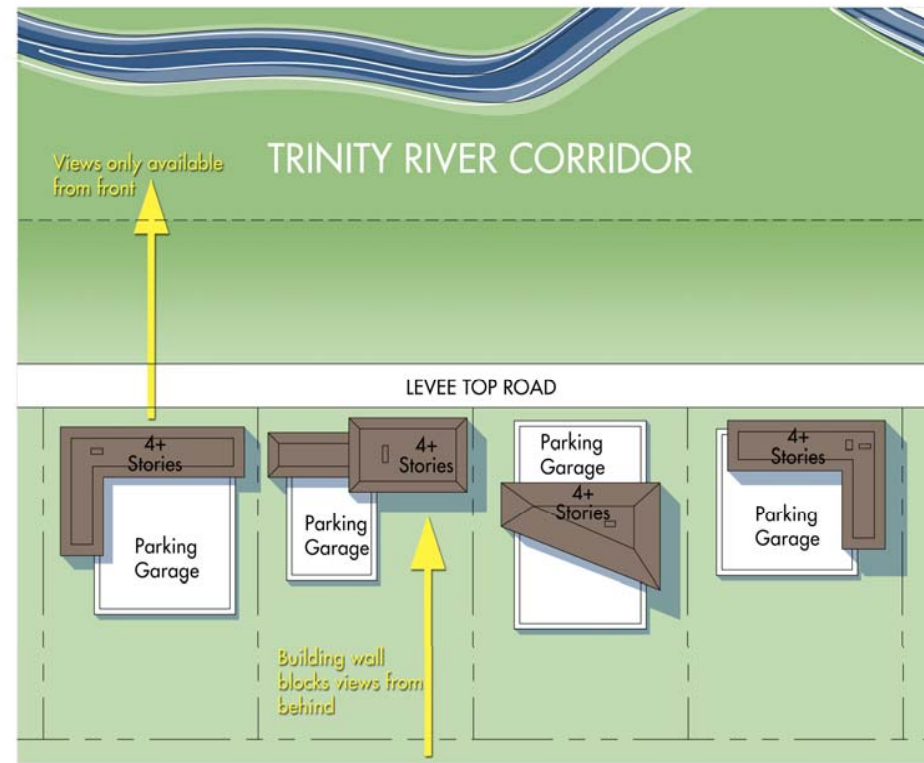 TRINITY RIVER CORRIDOR
Views only available
from front
LEVEE TOP ROAD
4+
Stories
Parking
Garage
4+
Stories
Parking
Garage
Parking
Garage
4+
Stories
4+
Stories
Parking
Garage
Building wall
blocks views from
behind